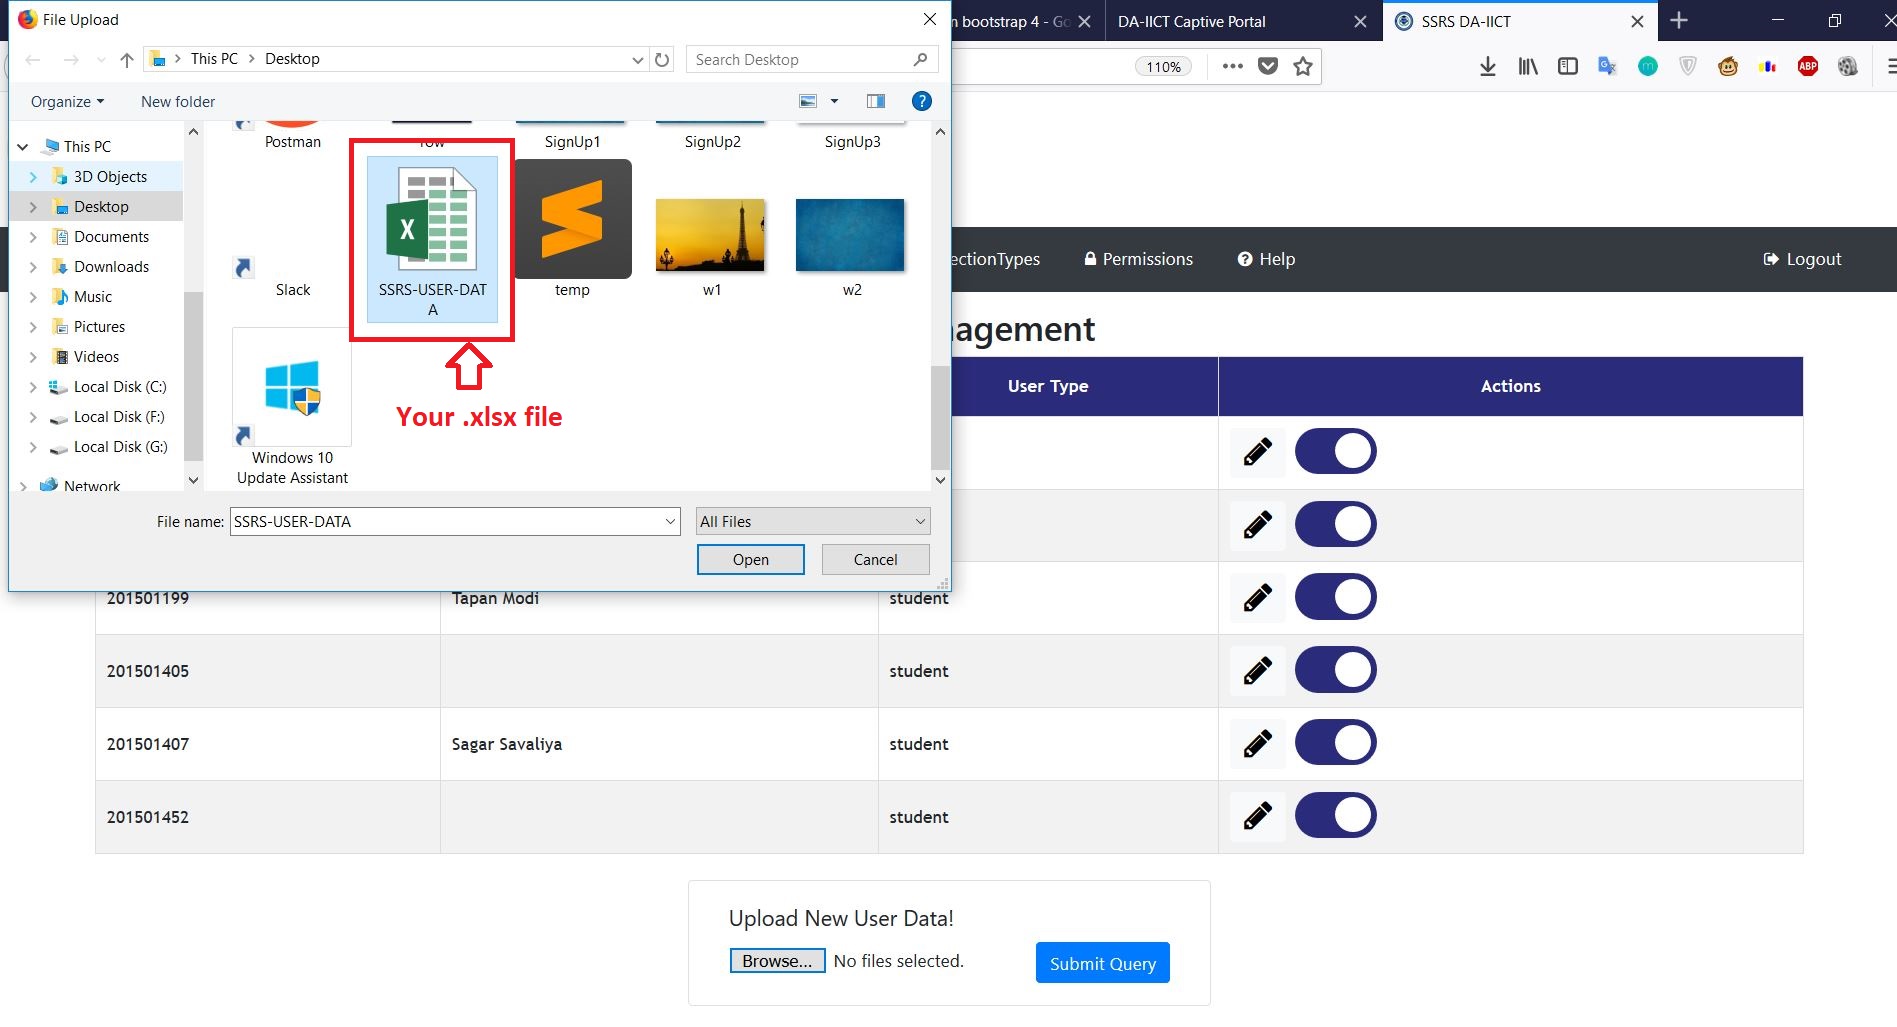 File Upload
n bootstrap 4 - Go
DA-IICT Captive Portal
SSRS DA-IICT
This PC > Desktop
Search Desktop
110%
ABP
Organize
New folder
?
This PC
3D Objects
Desktop
Documents
Downloads
Music
Pictures
Videos
Local Disk (C:)
Local Disk (F:)
Local Disk (G:)
Network
Postman
row
SignUp1
SignUp2
SignUp3
Slack
X
SSRS-USER-DAT
A
temp
w1
w2
Windows 10
Update Assistant
Your .xlsx file
File name:
SSRS-USER-DATA
All Files
Open
Cancel
ectionTypes
Permissions
Help
Logout
nagement
User Type
Actions
201501199
Tapan Modi
student
201501405
student
201501407
Sagar Savaliya
student
201501452
student
Upload New User Data!
Browse...
No files selected.
Submit Query